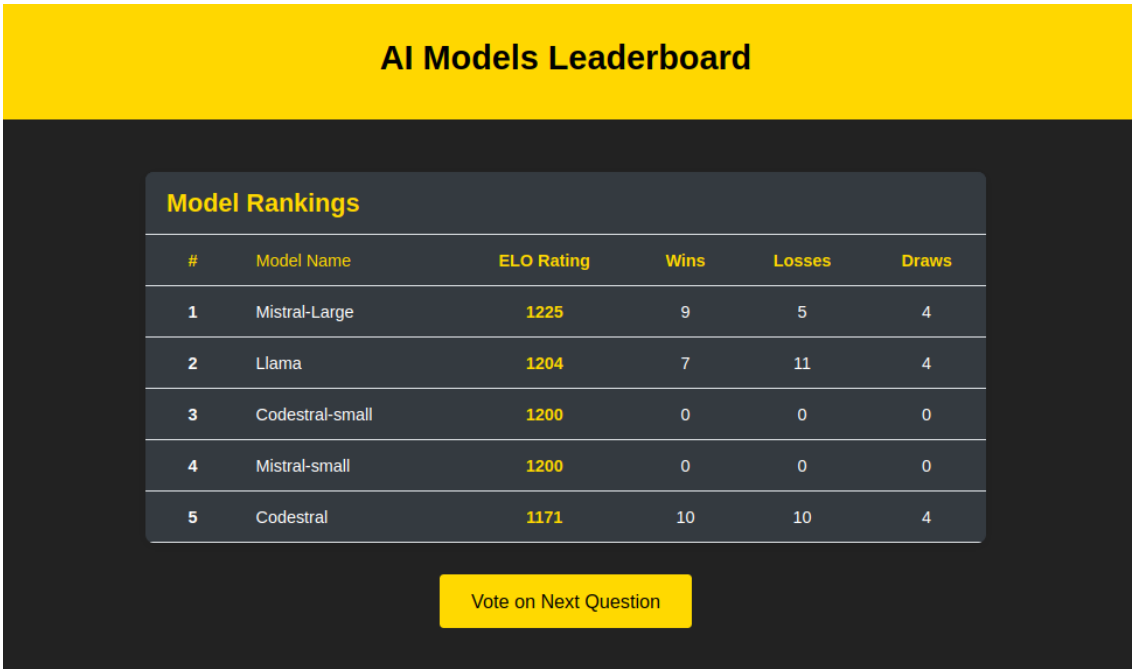 AI Models Leaderboard
Model Rankings
# Model Name ELO Rating Wins Losses Draws
1 Mistral-Large 1225 9 5 4
2 Llama 1204 7 11 4
3 Codestral-small 1200 0 0 0
4 Mistral-small 1200 0 0 0
5 Codestral 1171 10 10 4
Vote on Next Question